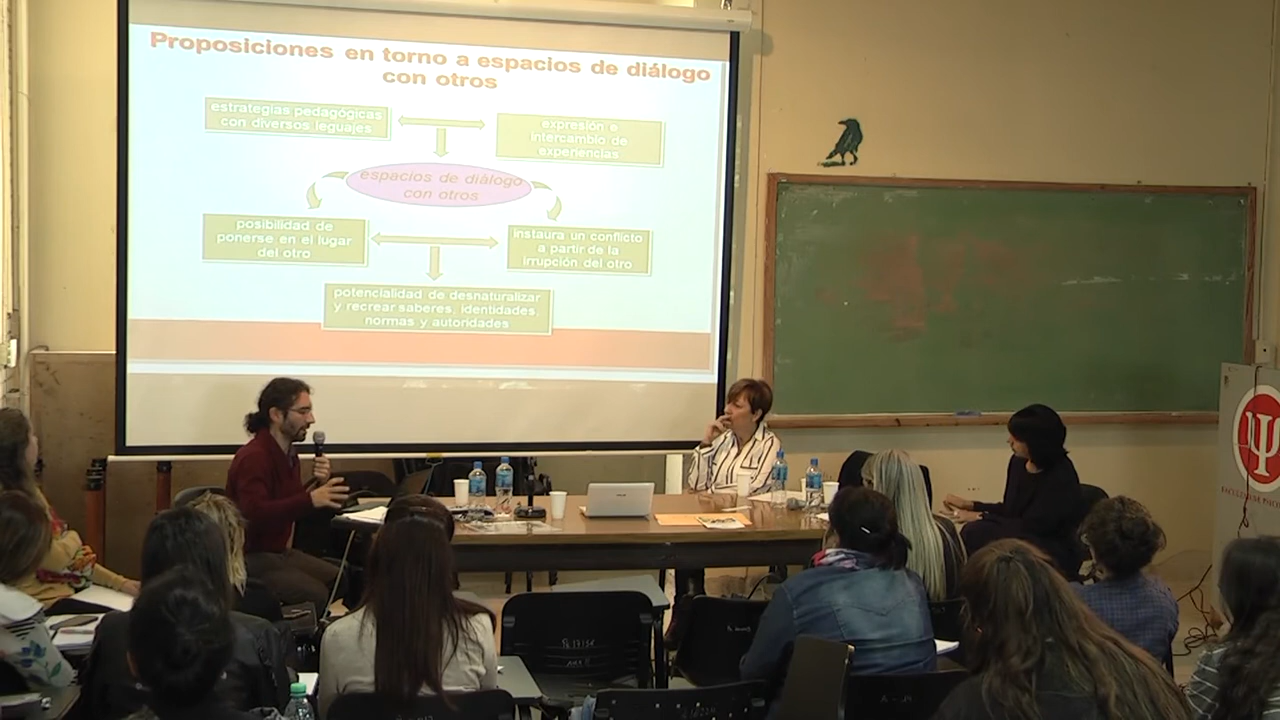 Proposiciones en torno a espacios de diálogo
con otros
estrategias pedagógicas
con diversos leguajes
expresión e
intercambio de
experiencias
espacios de diálogo
con otros
posibilidad de
ponerse en el lugar
del otro
instaura un conflicto
a partir de la
irrupción del otro
potencialidad de desnaturalizar
y recrear saberes, identidades,
normas y autoridades
Ψ